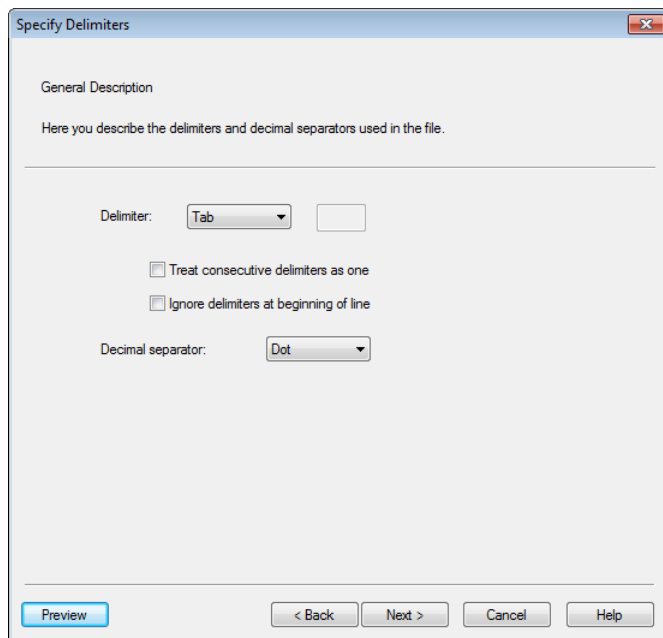 Specify Delimiters
General Description
Here you describe the delimiters and decimal separators used in the file.
Delimiter: Tab
Treat consecutive delimiters as one
Ignore delimiters at beginning of line
Decimal separator: Dot
Preview < Back Next > Cancel Help